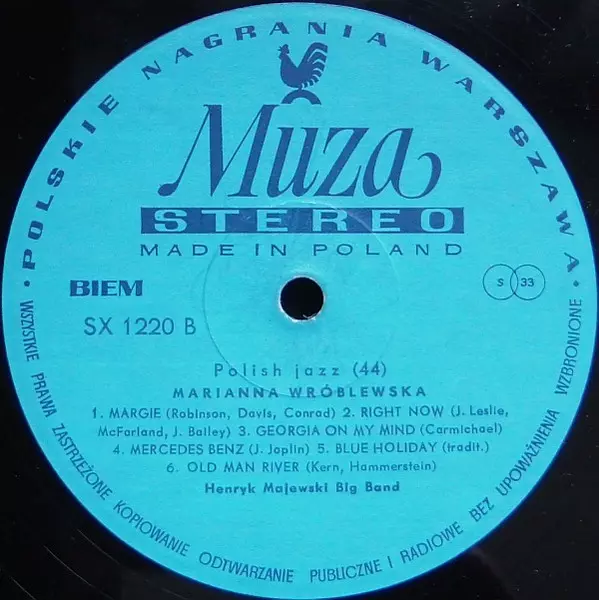 • POLSKIE NAGRANIA WARSZAWA •
Muza
STEREO
MADE IN POLAND
BIEM
S 33
SX 1220 B
Polish jazz (44)
MARIANNA WRÓBLEWSKA
1. MARGIE (Robinson, Davis, Conrad) 2. RIGHT NOW (J. Leslie,
McFarland, J. Bailey) 3. GEORGIA ON MY MIND (Carmichael)
4. MERCEDES BENZ (J. Joplin) 5. BLUE HOLIDAY (tradit.)
6. OLD MAN RIVER (Kern, Hammerstein)
Henryk Majewski Big Band
WSZYSTKIE PRAWA ZASTRZEŻONE KOPIOWANIE ODTWARZANIE PUBLICZNE I RADIOWE BEZ UPOWAŻNIENIA WZBRONIONE